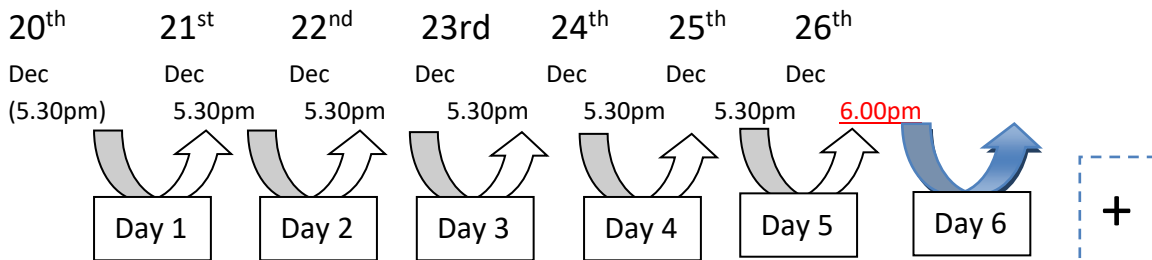 20th 21st 22nd 23rd 24th 25th 26th
Dec Dec Dec Dec Dec Dec Dec
(5.30pm) 5.30pm 5.30pm 5.30pm 5.30pm 5.30pm 6.00pm
Day 1 Day 2 Day 3 Day 4 Day 5 Day 6 +